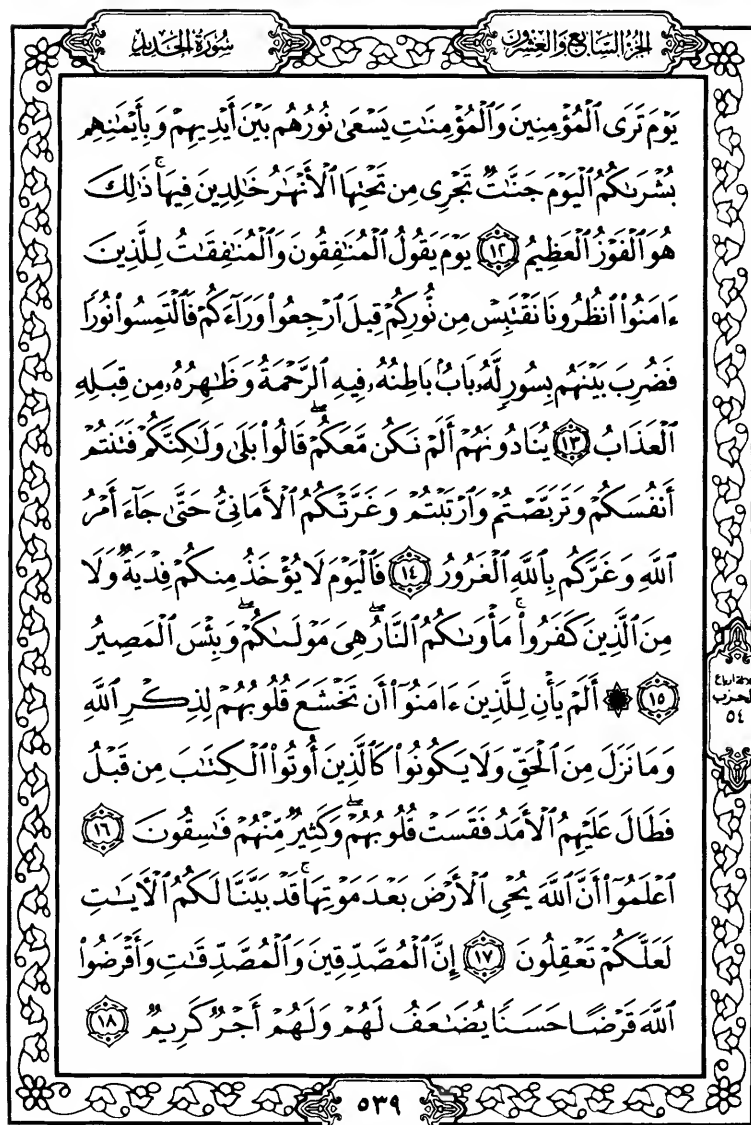 الجزء السابع والعشرون
سورة الحديد
يَوْمَ تَرَى ٱلْمُؤْمِنِينَ وَٱلْمُؤْمِنَٰتِ يَسْعَىٰ نُورُهُم بَيْنَ أَيْدِيهِمْ وَبِأَيْمَٰنِهِم
بُشْرَىٰكُمُ ٱلْيَوْمَ جَنَّٰتٌ تَجْرِى مِن تَحْتِهَا ٱلْأَنْهَٰرُ خَٰلِدِينَ فِيهَا ۚ ذَٰلِكَ
هُوَ ٱلْفَوْزُ ٱلْعَظِيمُ ١٢ يَوْمَ يَقُولُ ٱلْمُنَٰفِقُونَ وَٱلْمُنَٰفِقَٰتُ لِلَّذِينَ
ءَامَنُوا۟ ٱنظُرُونَا نَقْتَبِسْ مِن نُّورِكُمْ قِيلَ ٱرْجِعُوا۟ وَرَآءَكُمْ فَٱلْتَمِسُوا۟ نُورًا
فَضُرِبَ بَيْنَهُم بِسُورٍ لَّهُۥ بَابٌۢ بَاطِنُهُۥ فِيهِ ٱلرَّحْمَةُ وَظَٰهِرُهُۥ مِن قِبَلِهِ
ٱلْعَذَابُ ١٣ يُنَادُونَهُمْ أَلَمْ نَكُن مَّعَكُمْ ۖ قَالُوا۟ بَلَىٰ وَلَٰكِنَّكُمْ فَتَنتُمْ
أَنفُسَكُمْ وَتَرَبَّصْتُمْ وَٱرْتَبْتُمْ وَغَرَّتْكُمُ ٱلْأَمَانِىُّ حَتَّىٰ جَآءَ أَمْرُ
ٱللَّهِ وَغَرَّكُم بِٱللَّهِ ٱلْغَرُورُ ١٤ فَٱلْيَوْمَ لَا يُؤْخَذُ مِنكُمْ فِدْيَةٌ وَلَا
مِنَ ٱلَّذِينَ كَفَرُوا۟ ۚ مَأْوَىٰكُمُ ٱلنَّارُ ۖ هِىَ مَوْلَىٰكُمْ ۖ وَبِئْسَ ٱلْمَصِيرُ
١٥ ۞ أَلَمْ يَأْنِ لِلَّذِينَ ءَامَنُوٓا۟ أَن تَخْشَعَ قُلُوبُهُمْ لِذِكْرِ ٱللَّهِ
وَمَا نَزَلَ مِنَ ٱلْحَقِّ وَلَا يَكُونُوا۟ كَٱلَّذِينَ أُوتُوا۟ ٱلْكِتَٰبَ مِن قَبْلُ
فَطَالَ عَلَيْهِمُ ٱلْأَمَدُ فَقَسَتْ قُلُوبُهُمْ ۖ وَكَثِيرٌ مِّنْهُمْ فَٰسِقُونَ ١٦
ٱعْلَمُوٓا۟ أَنَّ ٱللَّهَ يُحْىِ ٱلْأَرْضَ بَعْدَ مَوْتِهَا ۚ قَدْ بَيَّنَّا لَكُمُ ٱلْءَايَٰتِ
لَعَلَّكُمْ تَعْقِلُونَ ١٧ إِنَّ ٱلْمُصَّدِّقِينَ وَٱلْمُصَّدِّقَٰتِ وَأَقْرَضُوا۟
ٱللَّهَ قَرْضًا حَسَنًا يُضَٰعَفُ لَهُمْ وَلَهُمْ أَجْرٌ كَرِيمٌ ١٨
ثلاثة أرباع
الحزب
٥٤
٥٣٩